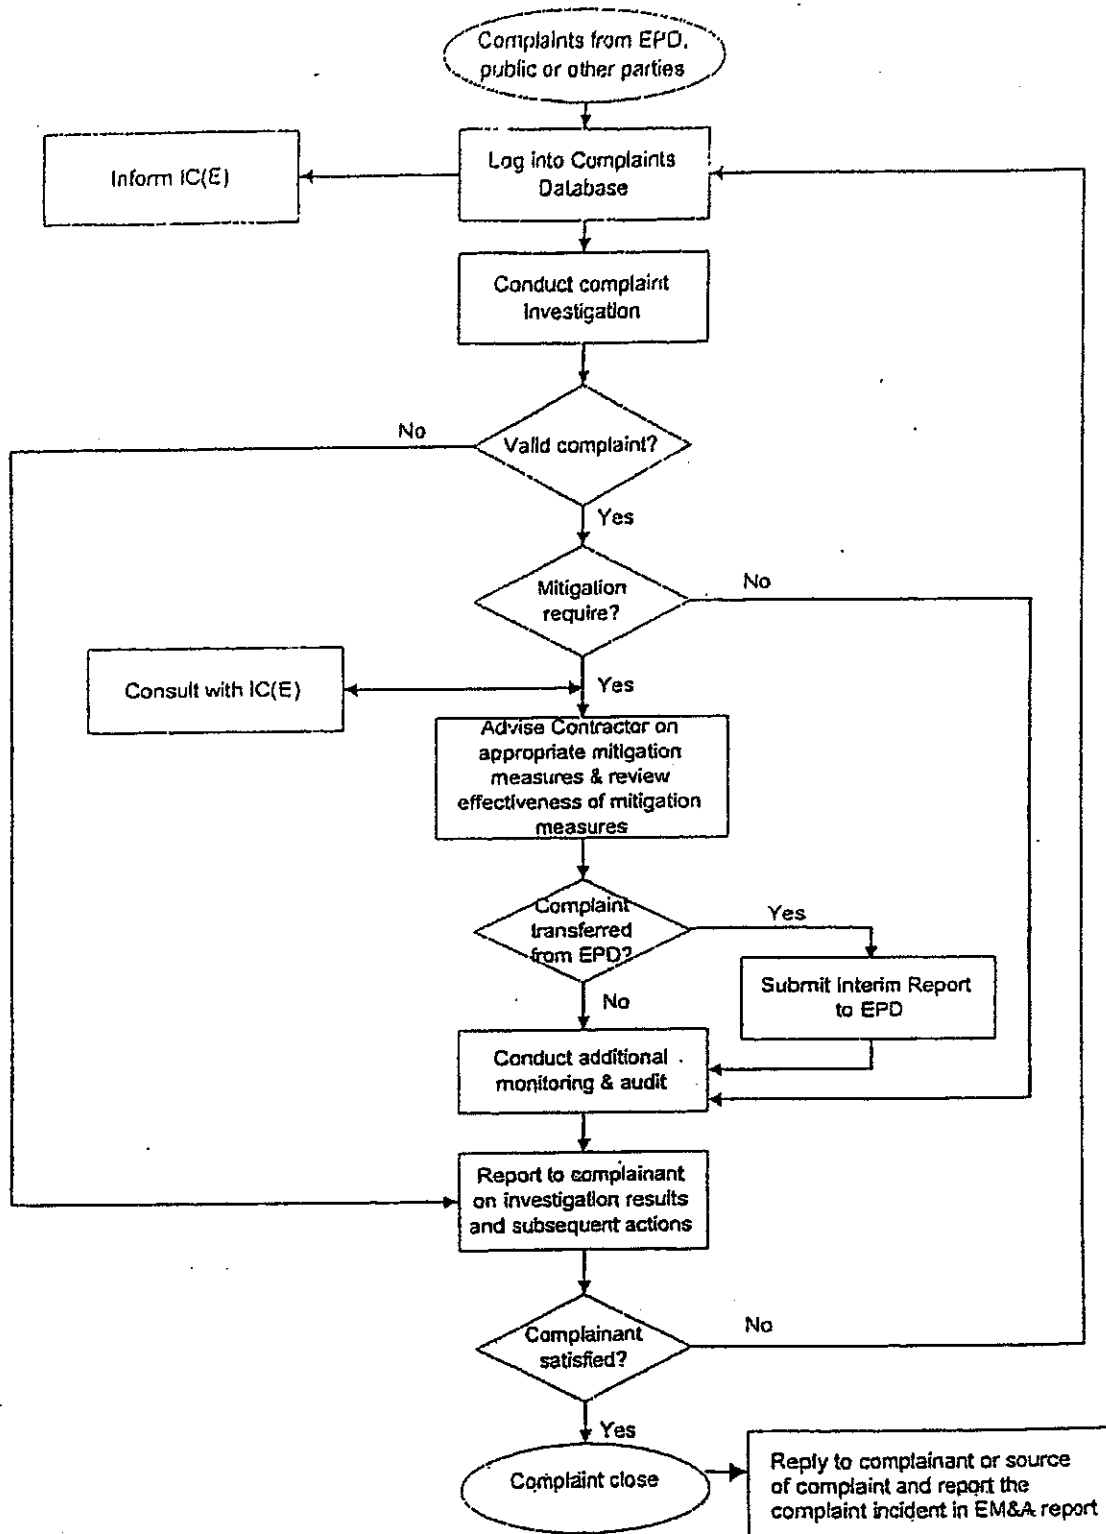 Complaints from EPD,
public or other parties
Inform IC(E)
Log into Complaints
Database
Conduct complaint
Investigation
No
Valid complaint?
Yes
Mitigation
require?
No
Consult with IC(E)
Yes
Advise Contractor on
appropriate mitigation
measures & review
effectiveness of mitigation
measures
Complaint
transferred
from EPD?
Yes
Submit Interim Report
to EPD
No
Conduct additional
monitoring & audit
Report to complainant
on investigation results
and subsequent actions
Complainant
satisfied?
No
Yes
Complaint close
Reply to complainant or source
of complaint and report the
complaint incident in EM&A report